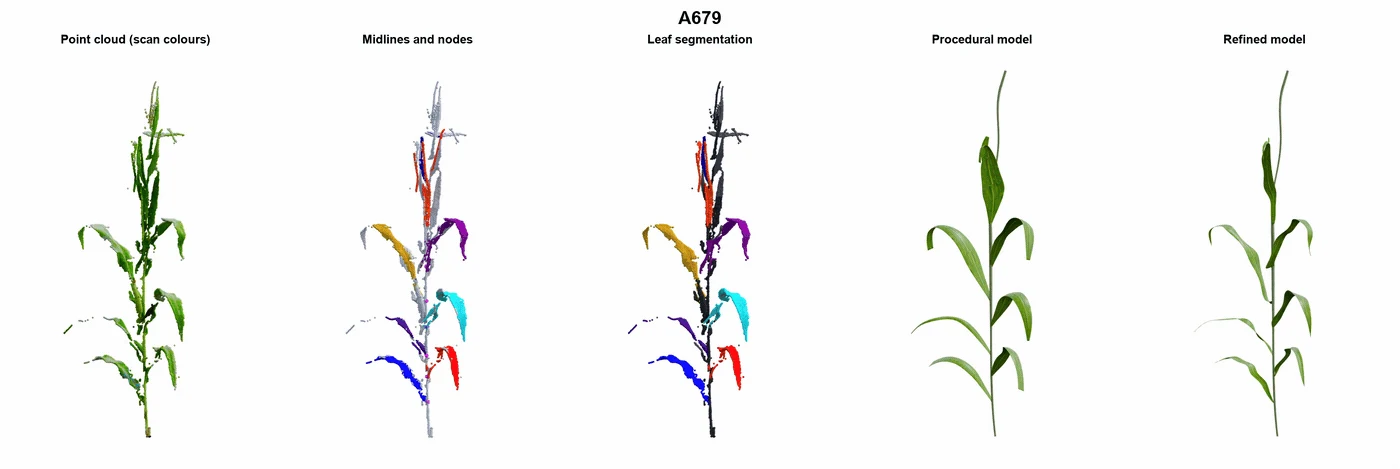 A679
Point cloud (scan colours)
Midlines and nodes
Leaf segmentation
Procedural model
Refined model